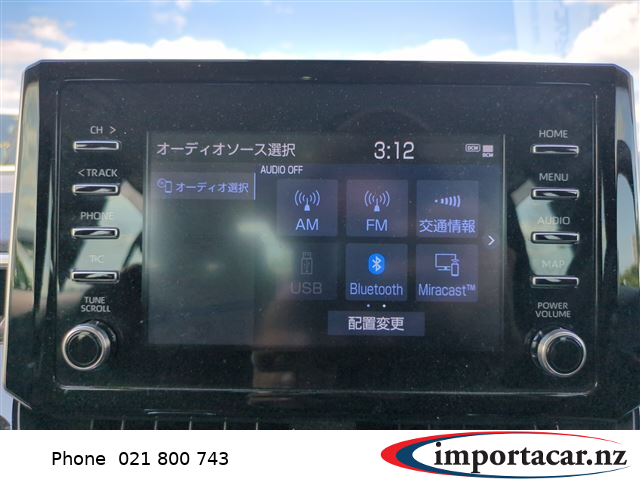 CH >
< TRACK
PHONE
T·C
TUNE
SCROLL
オーディオソース選択
3:12
DCM
DCM
AUDIO OFF
オーディオ選択
AM
FM
交通情報
USB
Bluetooth
Miracast™
配置変更
HOME
MENU
AUDIO
MAP
POWER
VOLUME
Phone 021 800 743
importacar.nz